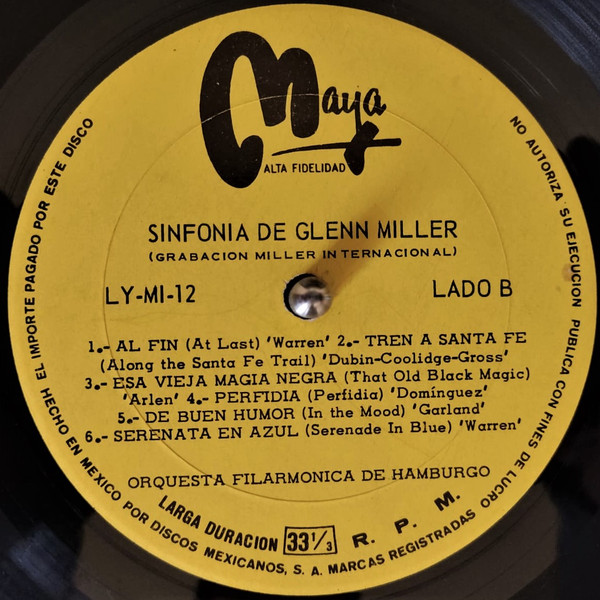 Maya
ALTA FIDELIDAD
SINFONIA DE GLENN MILLER
(GRABACION MILLER INTERNACIONAL)
LY-MI-12
LADO B
1.- AL FIN (At Last) 'Warren' 2.- TREN A SANTA FE
(Along the Santa Fe Trail) 'Dubin-Coolidge-Gross'
3.- ESA VIEJA MAGIA NEGRA (That Old Black Magic)
'Arlen' 4.- PERFIDIA (Perfidia) 'Domínguez'
5.- DE BUEN HUMOR (In the Mood) 'Garland'
6.- SERENATA EN AZUL (Serenade In Blue) 'Warren'
ORQUESTA FILARMONICA DE HAMBURGO
LARGA DURACION 33 1/3 R. P. M.
EL IMPORTE PAGADO POR ESTE DISCO
NO AUTORIZA SU EJECUCION PUBLICA CON FINES DE LUCRO
HECHO EN MEXICO POR DISCOS MEXICANOS, S. A. MARCAS REGISTRADAS